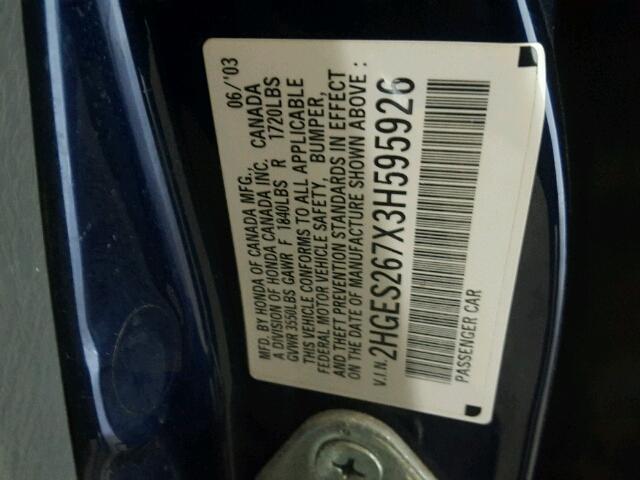 MFD. BY HONDA OF CANADA MFG., 06/'03
A DIVISION OF HONDA CANADA INC. CANADA
GVWR 3550LBS GAWR F 1840LBS R 1720LBS
THIS VEHICLE CONFORMS TO ALL APPLICABLE
FEDERAL MOTOR VEHICLE SAFETY, BUMPER,
AND THEFT PREVENTION STANDARDS IN EFFECT
ON THE DATE OF MANUFACTURE SHOWN ABOVE:
V.I.N. 2HGES267X3H595926
PASSENGER CAR